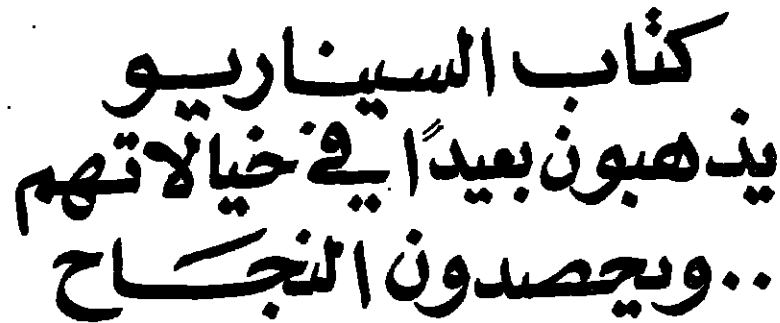 كتاب السيناريو
يذهبون بعيدًا في خيالاتهم
..ويحصدون النجاح